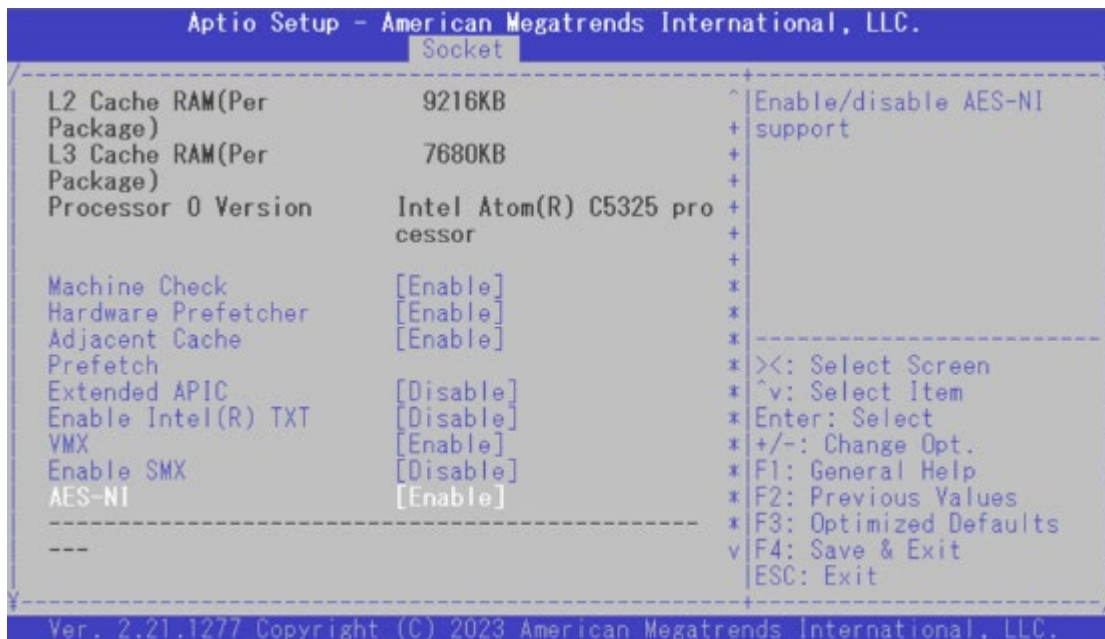 Aptio Setup - American Megatrends International, LLC.
Socket
L2 Cache RAM(Per 9216KB
Package)
L3 Cache RAM(Per 7680KB
Package)
Processor 0 Version Intel Atom(R) C5325 pro
cessor
Machine Check [Enable]
Hardware Prefetcher [Enable]
Adjacent Cache [Enable]
Prefetch
Extended APIC [Disable]
Enable Intel(R) TXT [Disable]
VMX [Enable]
Enable SMX [Disable]
AES-NI [Enable]
Enable/disable AES-NI
support
><: Select Screen
^v: Select Item
Enter: Select
+/-: Change Opt.
F1: General Help
F2: Previous Values
F3: Optimized Defaults
F4: Save & Exit
ESC: Exit
Ver. 2.21.1277 Copyright (C) 2023 American Megatrends International, LLC.